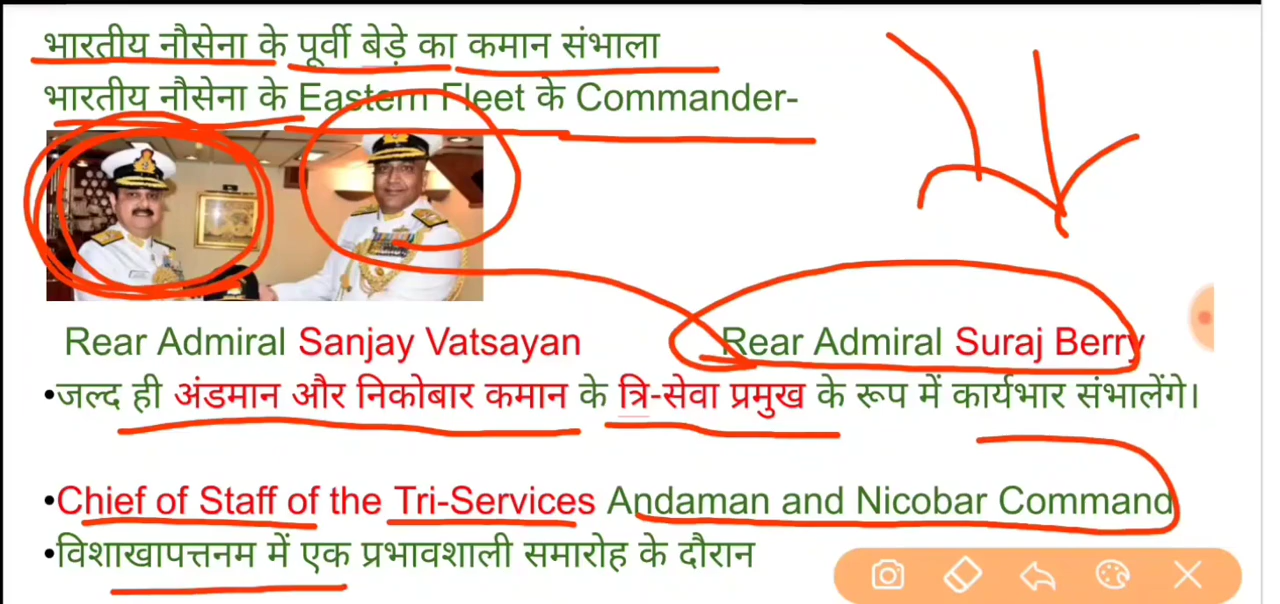 भारतीय नौसेना के पूर्वी बेड़े का कमान संभाला
भारतीय नौसेना के Eastern Fleet के Commander-
Rear Admiral Sanjay Vatsayan Rear Admiral Suraj Berry
•जल्द ही अंडमान और निकोबार कमान के त्रि-सेवा प्रमुख के रूप में कार्यभार संभालेंगे।
•Chief of Staff of the Tri-Services Andaman and Nicobar Command
•विशाखापत्तनम में एक प्रभावशाली समारोह के दौरान